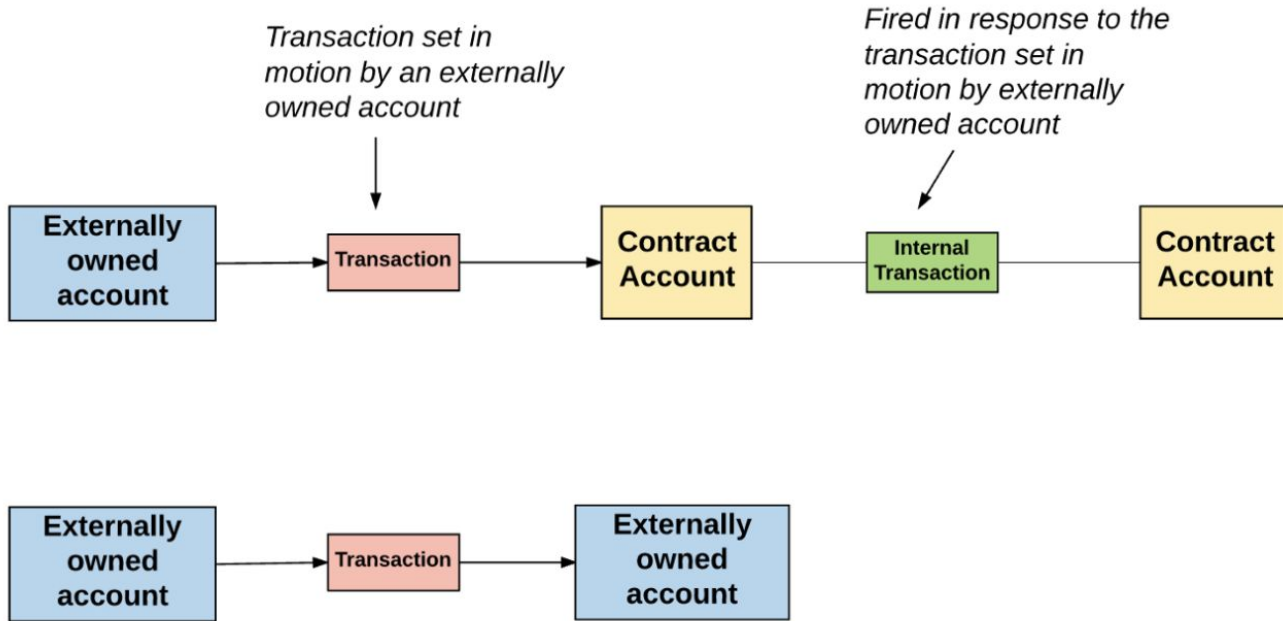 Transaction set in
motion by an externally
owned account
Fired in response to the
transaction set in
motion by externally
owned account
Externally
owned
account
Transaction
Contract
Account
Internal
Transaction
Contract
Account
Externally
owned
account
Transaction
Externally
owned
account